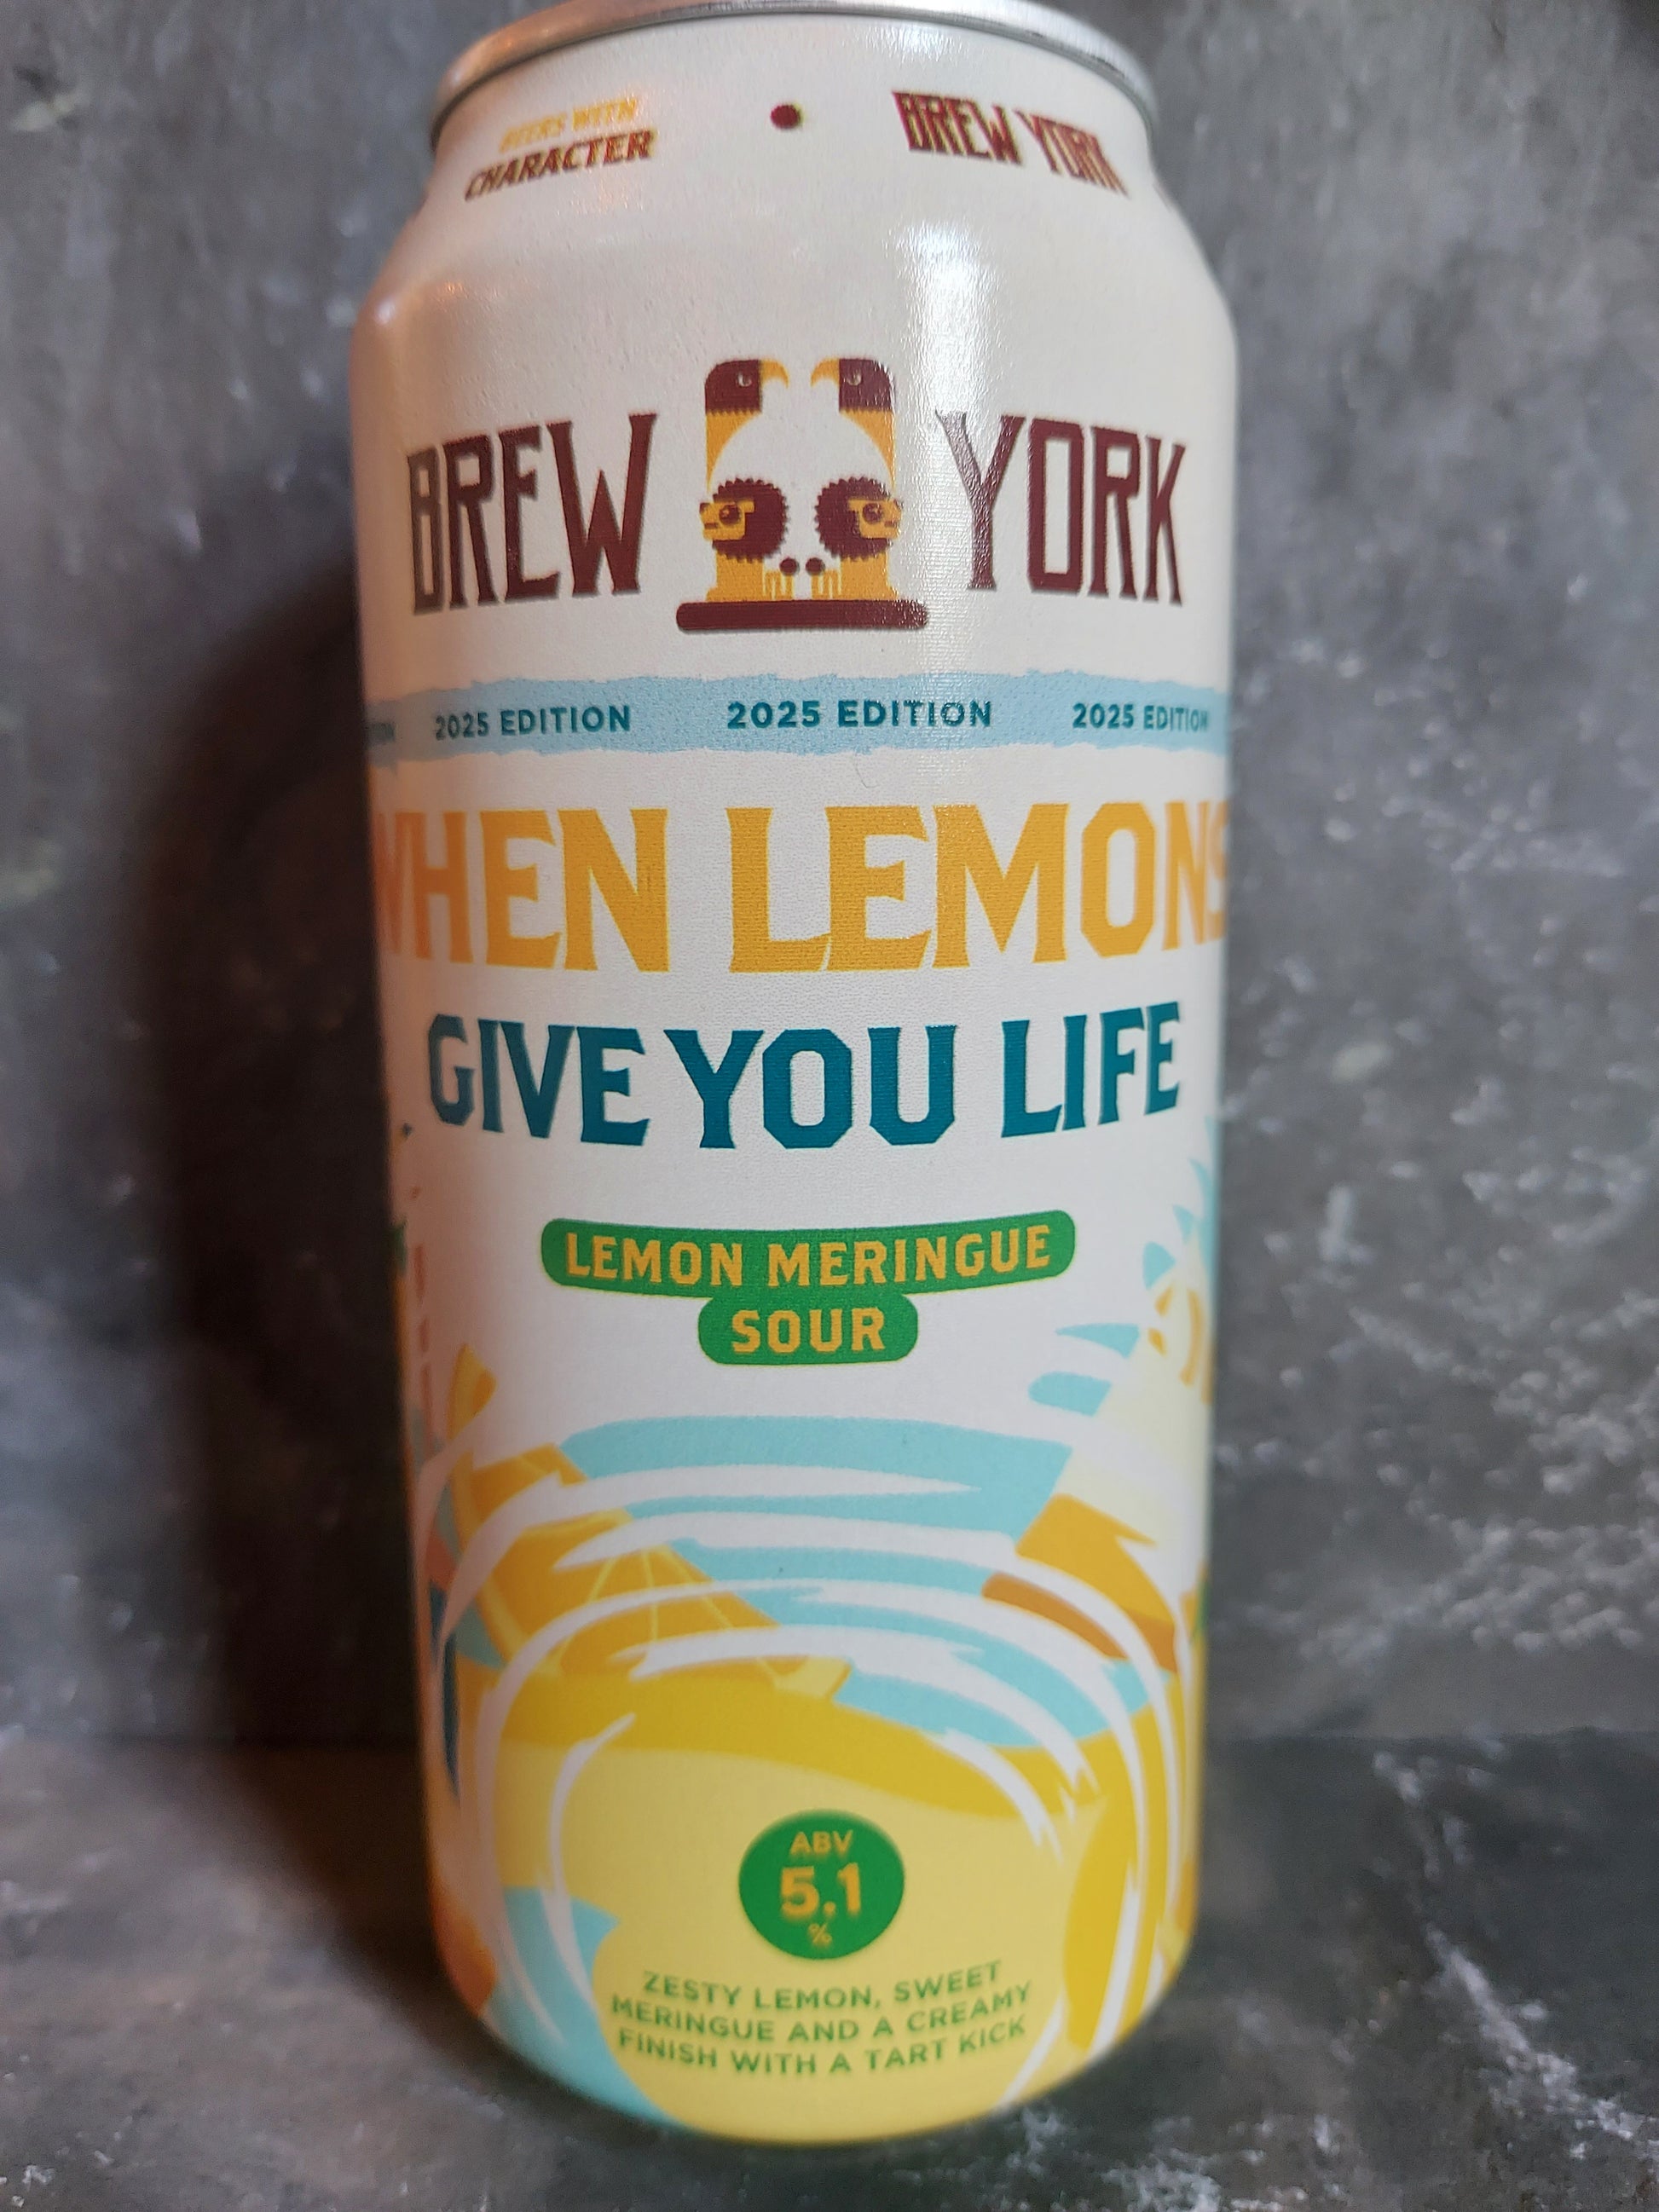 BEERS WITH
CHARACTER
BREW YORK
BREW YORK
2025 EDITION 2025 EDITION 2025 EDITION
WHEN LEMONS
GIVE YOU LIFE
LEMON MERINGUE
SOUR
ABV
5.1
%
ZESTY LEMON, SWEET
MERINGUE AND A CREAMY
FINISH WITH A TART KICK